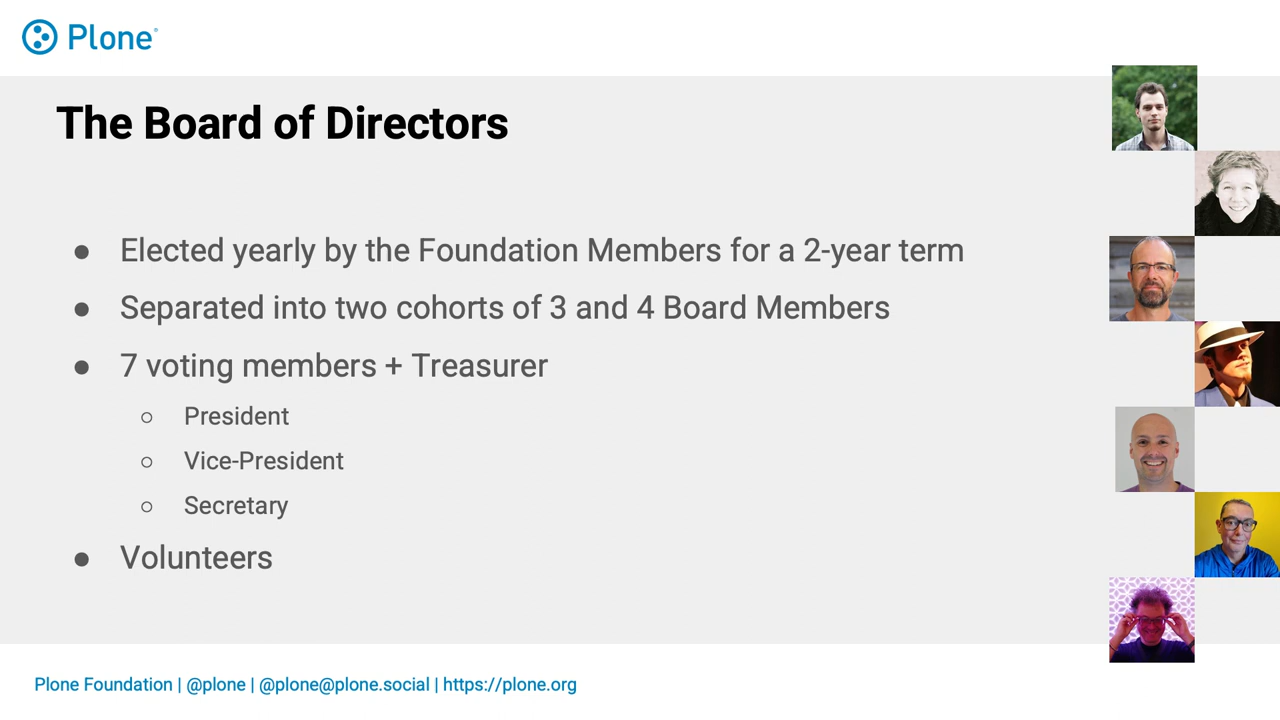 Plone®
The Board of Directors
● Elected yearly by the Foundation Members for a 2-year term
● Separated into two cohorts of 3 and 4 Board Members
● 7 voting members + Treasurer
○ President
○ Vice-President
○ Secretary
● Volunteers
Plone Foundation | @plone | @plone@plone.social | https://plone.org